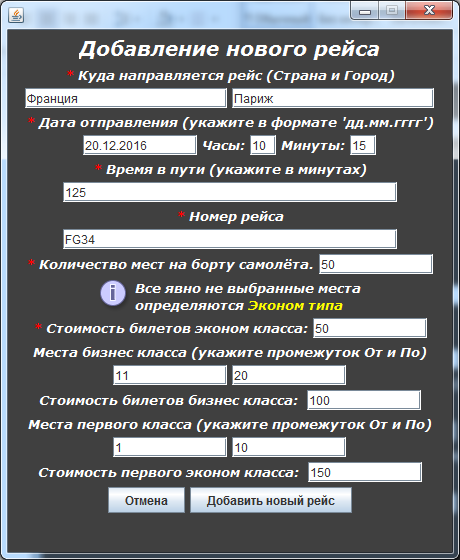 Добавление нового рейса
* Куда направляется рейс (Страна и Город)
Франция Париж
* Дата отправления (укажите в формате 'дд.мм.гггг')
20.12.2016 Часы: 10 Минуты: 15
* Время в пути (укажите в минутах)
125
* Номер рейса
FG34
* Количество мест на борту самолёта. 50
Все явно не выбранные места
определяются Эконом типа
* Стоимость билетов эконом класса: 50
Места бизнес класса (укажите промежуток От и По)
11 20
Стоимость билетов бизнес класса: 100
Места первого класса (укажите промежуток От и По)
1 10
Стоимость первого эконом класса: 150
Отмена Добавить новый рейс